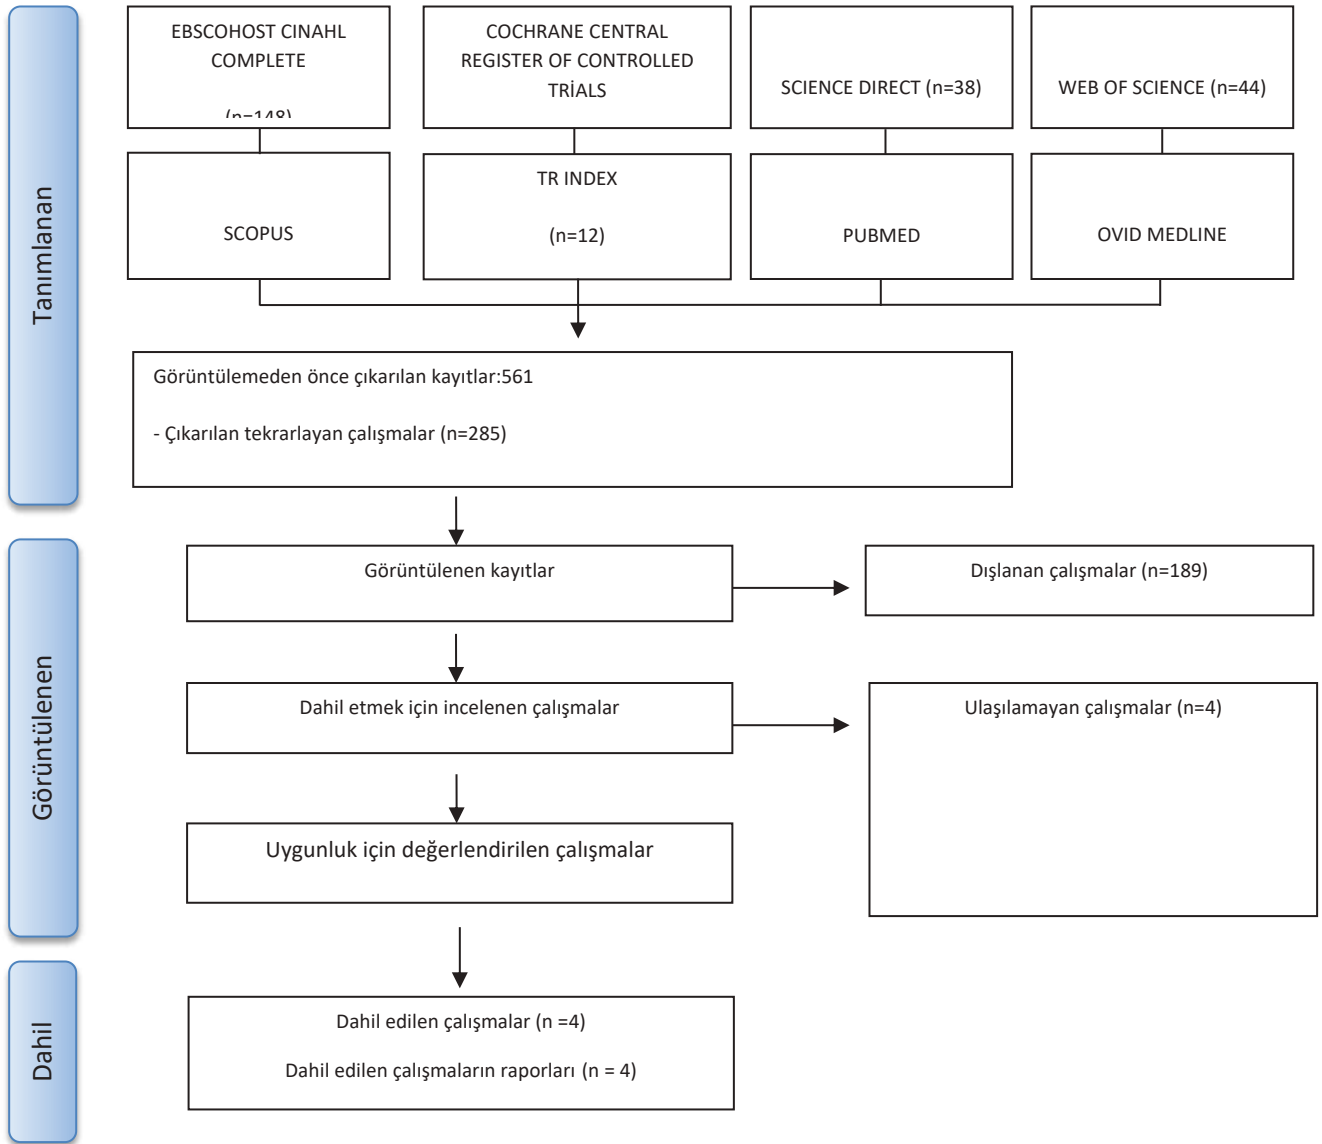 EBSCOHOST CINAHL
COMPLETE
(n=148)
COCHRANE CENTRAL
REGISTER OF CONTROLLED
TRİALS
SCIENCE DIRECT (n=38)
WEB OF SCIENCE (n=44)
SCOPUS
TR INDEX
(n=12)
PUBMED
OVID MEDLINE
Tanımlanan
Görüntülemeden önce çıkarılan kayıtlar:561
- Çıkarılan tekrarlayan çalışmalar (n=285)
Görüntülenen
Görüntülenen kayıtlar
Dışlanan çalışmalar (n=189)
Dahil etmek için incelenen çalışmalar
Ulaşılamayan çalışmalar (n=4)
Uygunluk için değerlendirilen çalışmalar
Dahil
Dahil edilen çalışmalar (n =4)
Dahil edilen çalışmaların raporları (n = 4)